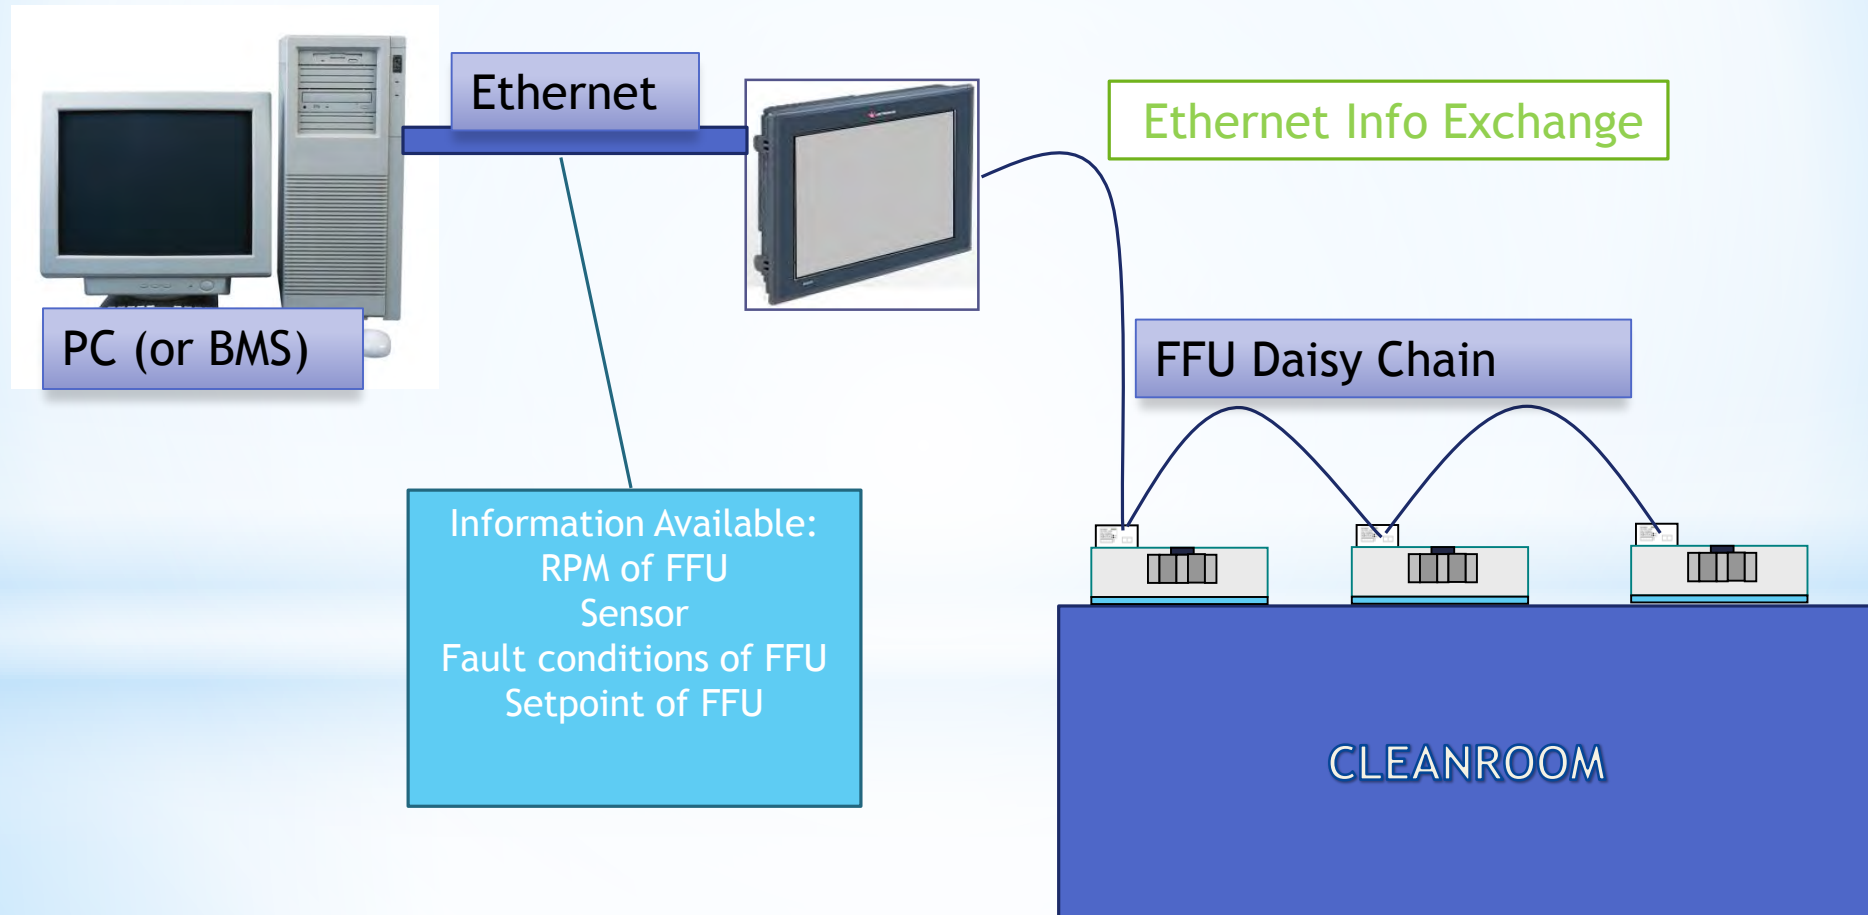 Ethernet
Ethernet Info Exchange
PC (or BMS)
FFU Daisy Chain
Information Available:
RPM of FFU
Sensor
Fault conditions of FFU
Setpoint of FFU
CLEANROOM